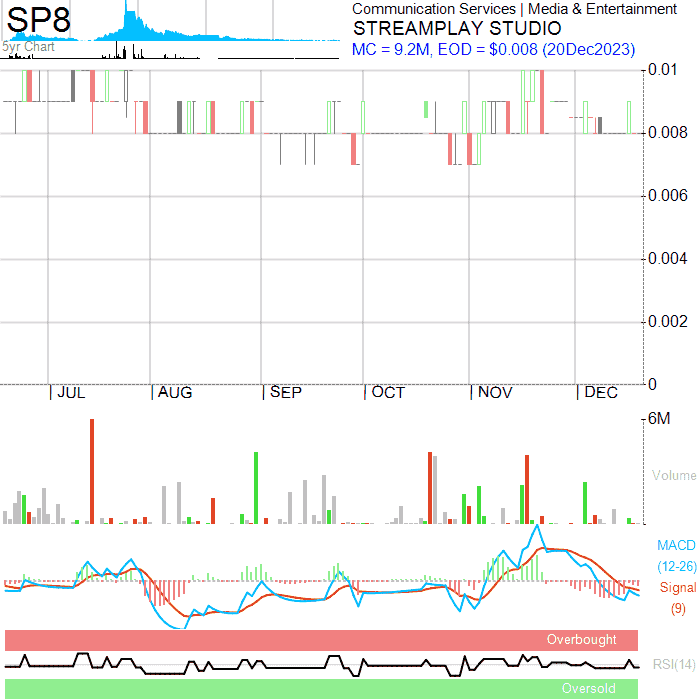 SP8
Communication Services | Media & Entertainment
STREAMPLAY STUDIO
MC = 9.2M, EOD = $0.008 (20Dec2023)
5yr Chart
0.01
0.008
0.006
0.004
0.002
0
| JUL | AUG | SEP | OCT | NOV | DEC
6M
Volume
MACD
(12-26)
Signal
(9)
Overbought
RSI(14)
Oversold